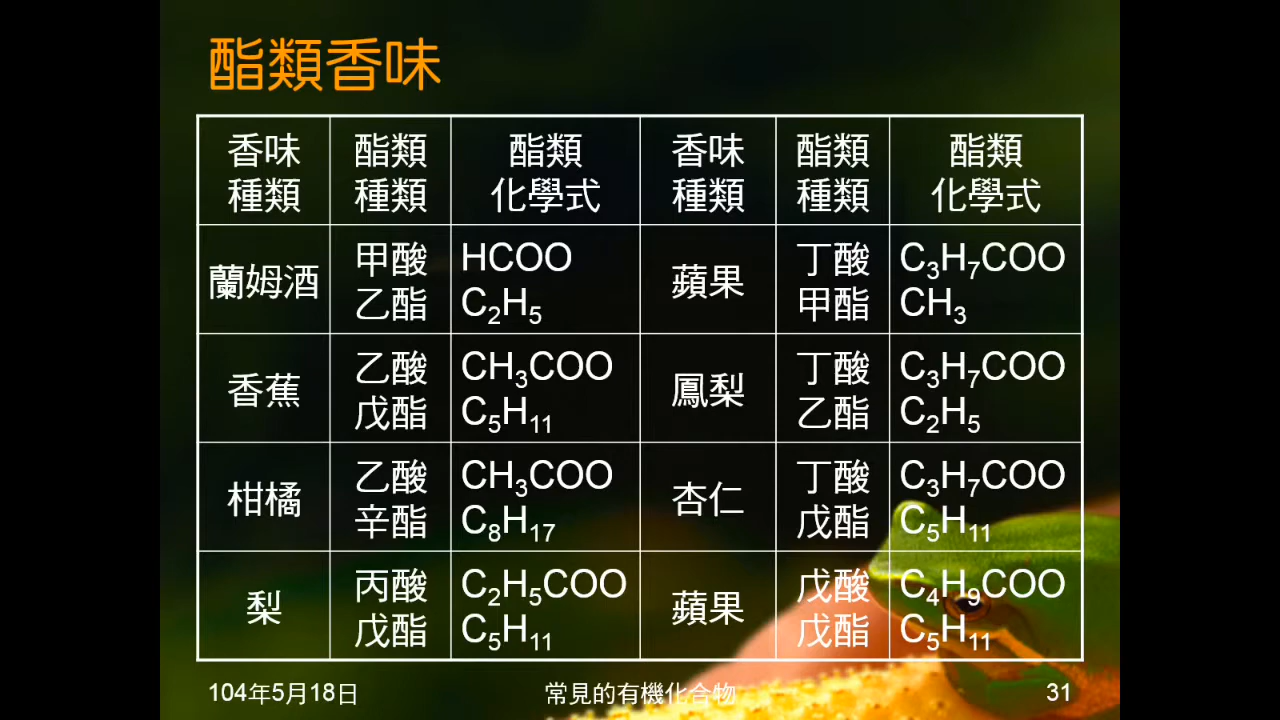 酯類香味
香味 酯類 酯類 香味 酯類 酯類
種類 種類 化學式 種類 種類 化學式
蘭姆酒 甲酸 HCOO 蘋果 丁酸 C₃H₇COO
乙酯 C₂H₅ 甲酯 CH₃
香蕉 乙酸 CH₃COO 鳳梨 丁酸 C₃H₇COO
戊酯 C₅H₁₁ 乙酯 C₂H₅
柑橘 乙酸 CH₃COO 杏仁 丁酸 C₃H₇COO
辛酯 C₈H₁₇ 戊酯 C₅H₁₁
梨 丙酸 C₂H₅COO 蘋果 戊酸 C₄H₉COO
戊酯 C₅H₁₁ 戊酯 C₅H₁₁
104年5月18日 常見的有機化合物 31